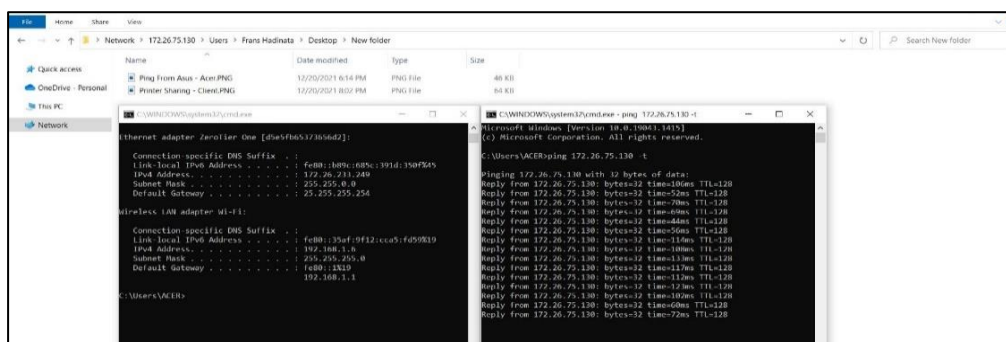 File Home Share View
Network > 172.26.75.130 > Users > Frans Hadinata > Desktop > New folder
Search New folder
Name Date modified Type Size
Quick access
OneDrive - Personal
This PC
Network
Ping From Asus - Acer.PNG 12/20/2021 6:14 PM PNG File 46 KB
Printer Sharing - Client.PNG 12/20/2021 8:02 PM PNG File 64 KB
C:\WINDOWS\system32\cmd.exe
Ethernet adapter ZeroTier One [d5e5fb65373656d2]:
Connection-specific DNS Suffix . :
Link-local IPv6 Address . . . . . : fe80::b89c:685c:391d:350f%45
IPv4 Address. . . . . . . . . . . : 172.26.233.249
Subnet Mask . . . . . . . . . . . : 255.255.0.0
Default Gateway . . . . . . . . . : 25.255.255.254
Wireless LAN adapter Wi-Fi:
Connection-specific DNS Suffix . :
Link-local IPv6 Address . . . . . : fe80::35af:9f12:cca5:fd59%19
IPv4 Address. . . . . . . . . . . : 192.168.1.6
Subnet Mask . . . . . . . . . . . : 255.255.255.0
Default Gateway . . . . . . . . . : fe80::1%19
192.168.1.1
C:\Users\ACER>
C:\WINDOWS\system32\cmd.exe - ping 172.26.75.130 -t
Microsoft Windows [Version 10.0.19043.1415]
(c) Microsoft Corporation. All rights reserved.
C:\Users\ACER>ping 172.26.75.130 -t
Pinging 172.26.75.130 with 32 bytes of data:
Reply from 172.26.75.130: bytes=32 time=106ms TTL=128
Reply from 172.26.75.130: bytes=32 time=52ms TTL=128
Reply from 172.26.75.130: bytes=32 time=70ms TTL=128
Reply from 172.26.75.130: bytes=32 time=69ms TTL=128
Reply from 172.26.75.130: bytes=32 time=44ms TTL=128
Reply from 172.26.75.130: bytes=32 time=56ms TTL=128
Reply from 172.26.75.130: bytes=32 time=114ms TTL=128
Reply from 172.26.75.130: bytes=32 time=108ms TTL=128
Reply from 172.26.75.130: bytes=32 time=133ms TTL=128
Reply from 172.26.75.130: bytes=32 time=117ms TTL=128
Reply from 172.26.75.130: bytes=32 time=112ms TTL=128
Reply from 172.26.75.130: bytes=32 time=123ms TTL=128
Reply from 172.26.75.130: bytes=32 time=102ms TTL=128
Reply from 172.26.75.130: bytes=32 time=60ms TTL=128
Reply from 172.26.75.130: bytes=32 time=72ms TTL=128